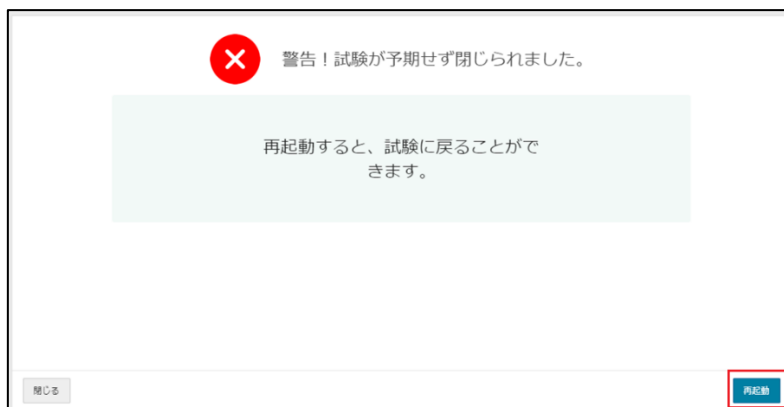 警告！試験が予期せず閉じられました。
再起動すると、試験に戻ることがで
きます。
閉じる
再起動